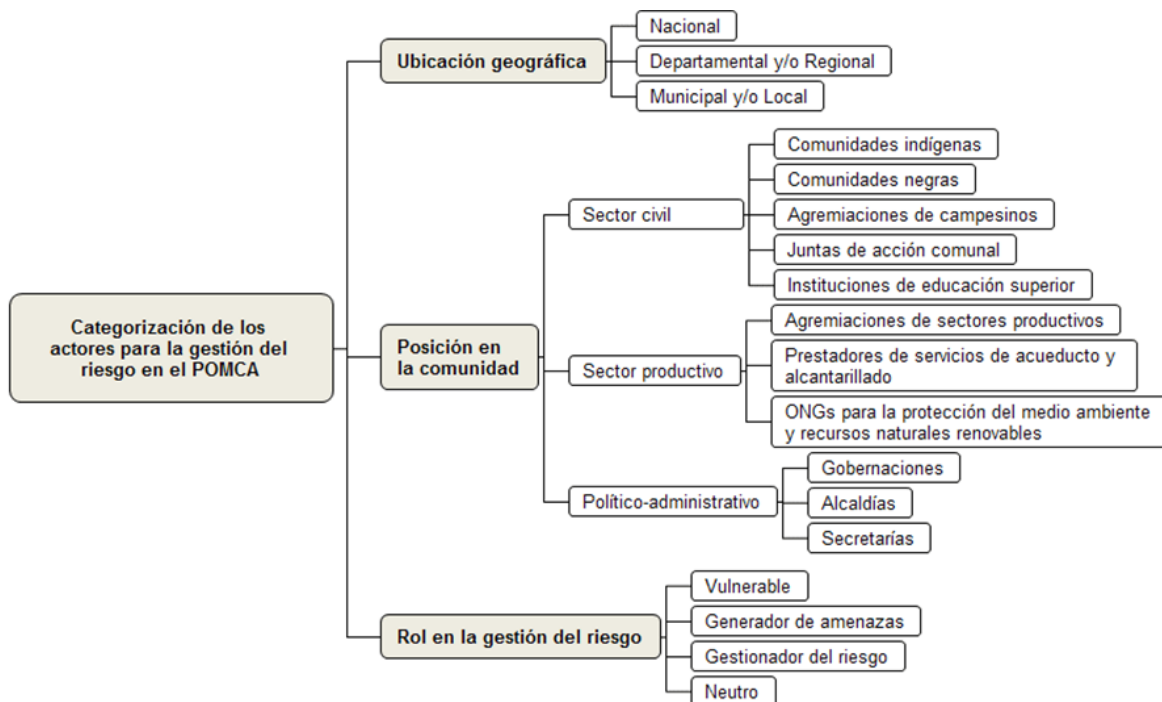 Categorización de los
actores para la gestión del
riesgo en el POMCA
Ubicación geográfica
Nacional
Departamental y/o Regional
Municipal y/o Local
Posición en
la comunidad
Sector civil
Comunidades indígenas
Comunidades negras
Agremiaciones de campesinos
Juntas de acción comunal
Instituciones de educación superior
Sector productivo
Agremiaciones de sectores productivos
Prestadores de servicios de acueducto y
alcantarillado
ONGs para la protección del medio ambiente
y recursos naturales renovables
Político-administrativo
Gobernaciones
Alcaldías
Secretarías
Rol en la gestión del riesgo
Vulnerable
Generador de amenazas
Gestionador del riesgo
Neutro